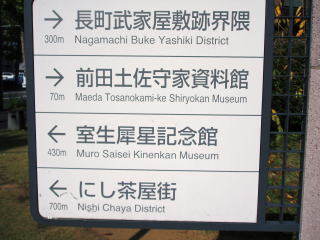 → 長町武家屋敷跡界隈
300m Nagamachi Buke Yashiki District
→ 前田土佐守家資料館
70m Maeda Tosanokami-ke Shiryokan Museum
← 室生犀星記念館
430m Muro Saisei Kinenkan Museum
← にし茶屋街
700m Nishi Chaya District